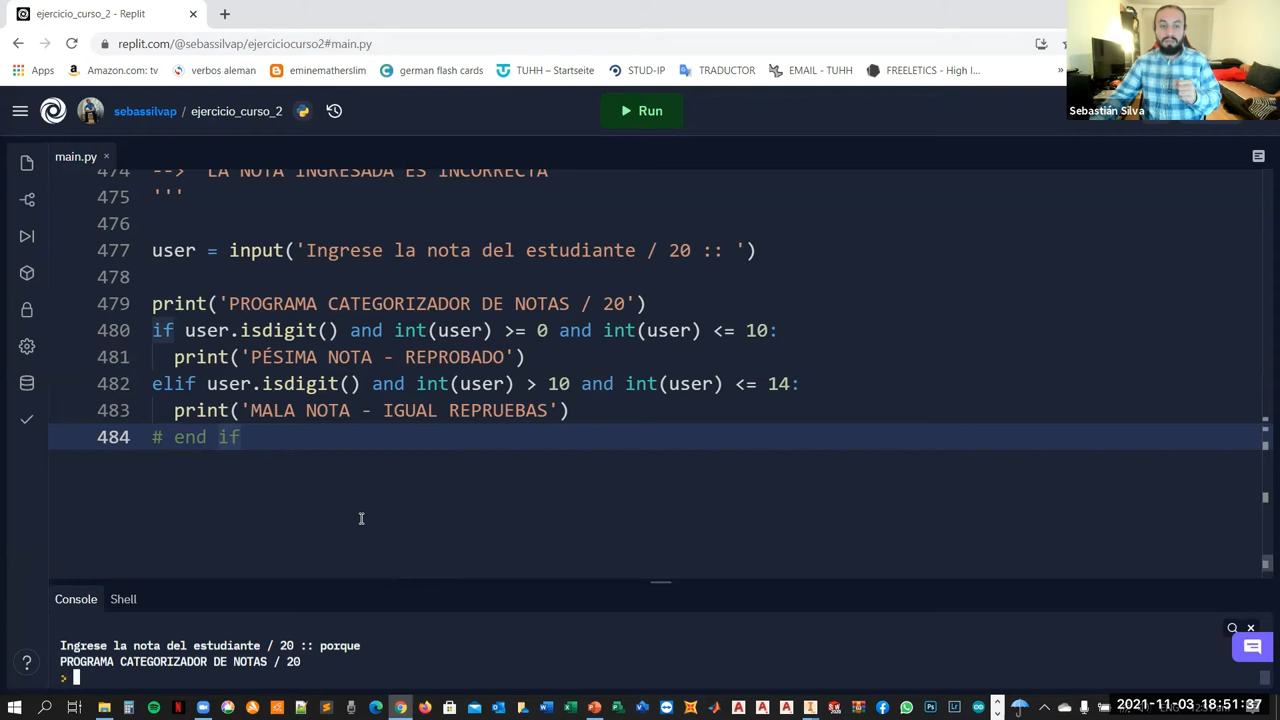 ejercicio_curso_2 - Replit
replit.com/@sebassilvap/ejerciciocurso2#main.py
Apps
Amazon.com: tv
verbos aleman
eminematherslim
german flash cards
TUHH – Startseite
STUD-IP
TRADUCTOR
EMAIL - TUHH
FREELETICS - High I...
»
Sebastián Silva
sebassilvap / ejercicio_curso_2
Run
main.py
474 --> LA NOTA INGRESADA ES INCORRECTA
475 '''
476
477 user = input('Ingrese la nota del estudiante / 20 :: ')
478
479 print('PROGRAMA CATEGORIZADOR DE NOTAS / 20')
480 if user.isdigit() and int(user) >= 0 and int(user) <= 10:
481 print('PÉSIMA NOTA - REPROBADO')
482 elif user.isdigit() and int(user) > 10 and int(user) <= 14:
483 print('MALA NOTA - IGUAL REPRUEBAS')
484 # end if
Console
Shell
Ingrese la nota del estudiante / 20 :: porque
PROGRAMA CATEGORIZADOR DE NOTAS / 20
>
2021-11-03 18:51:37